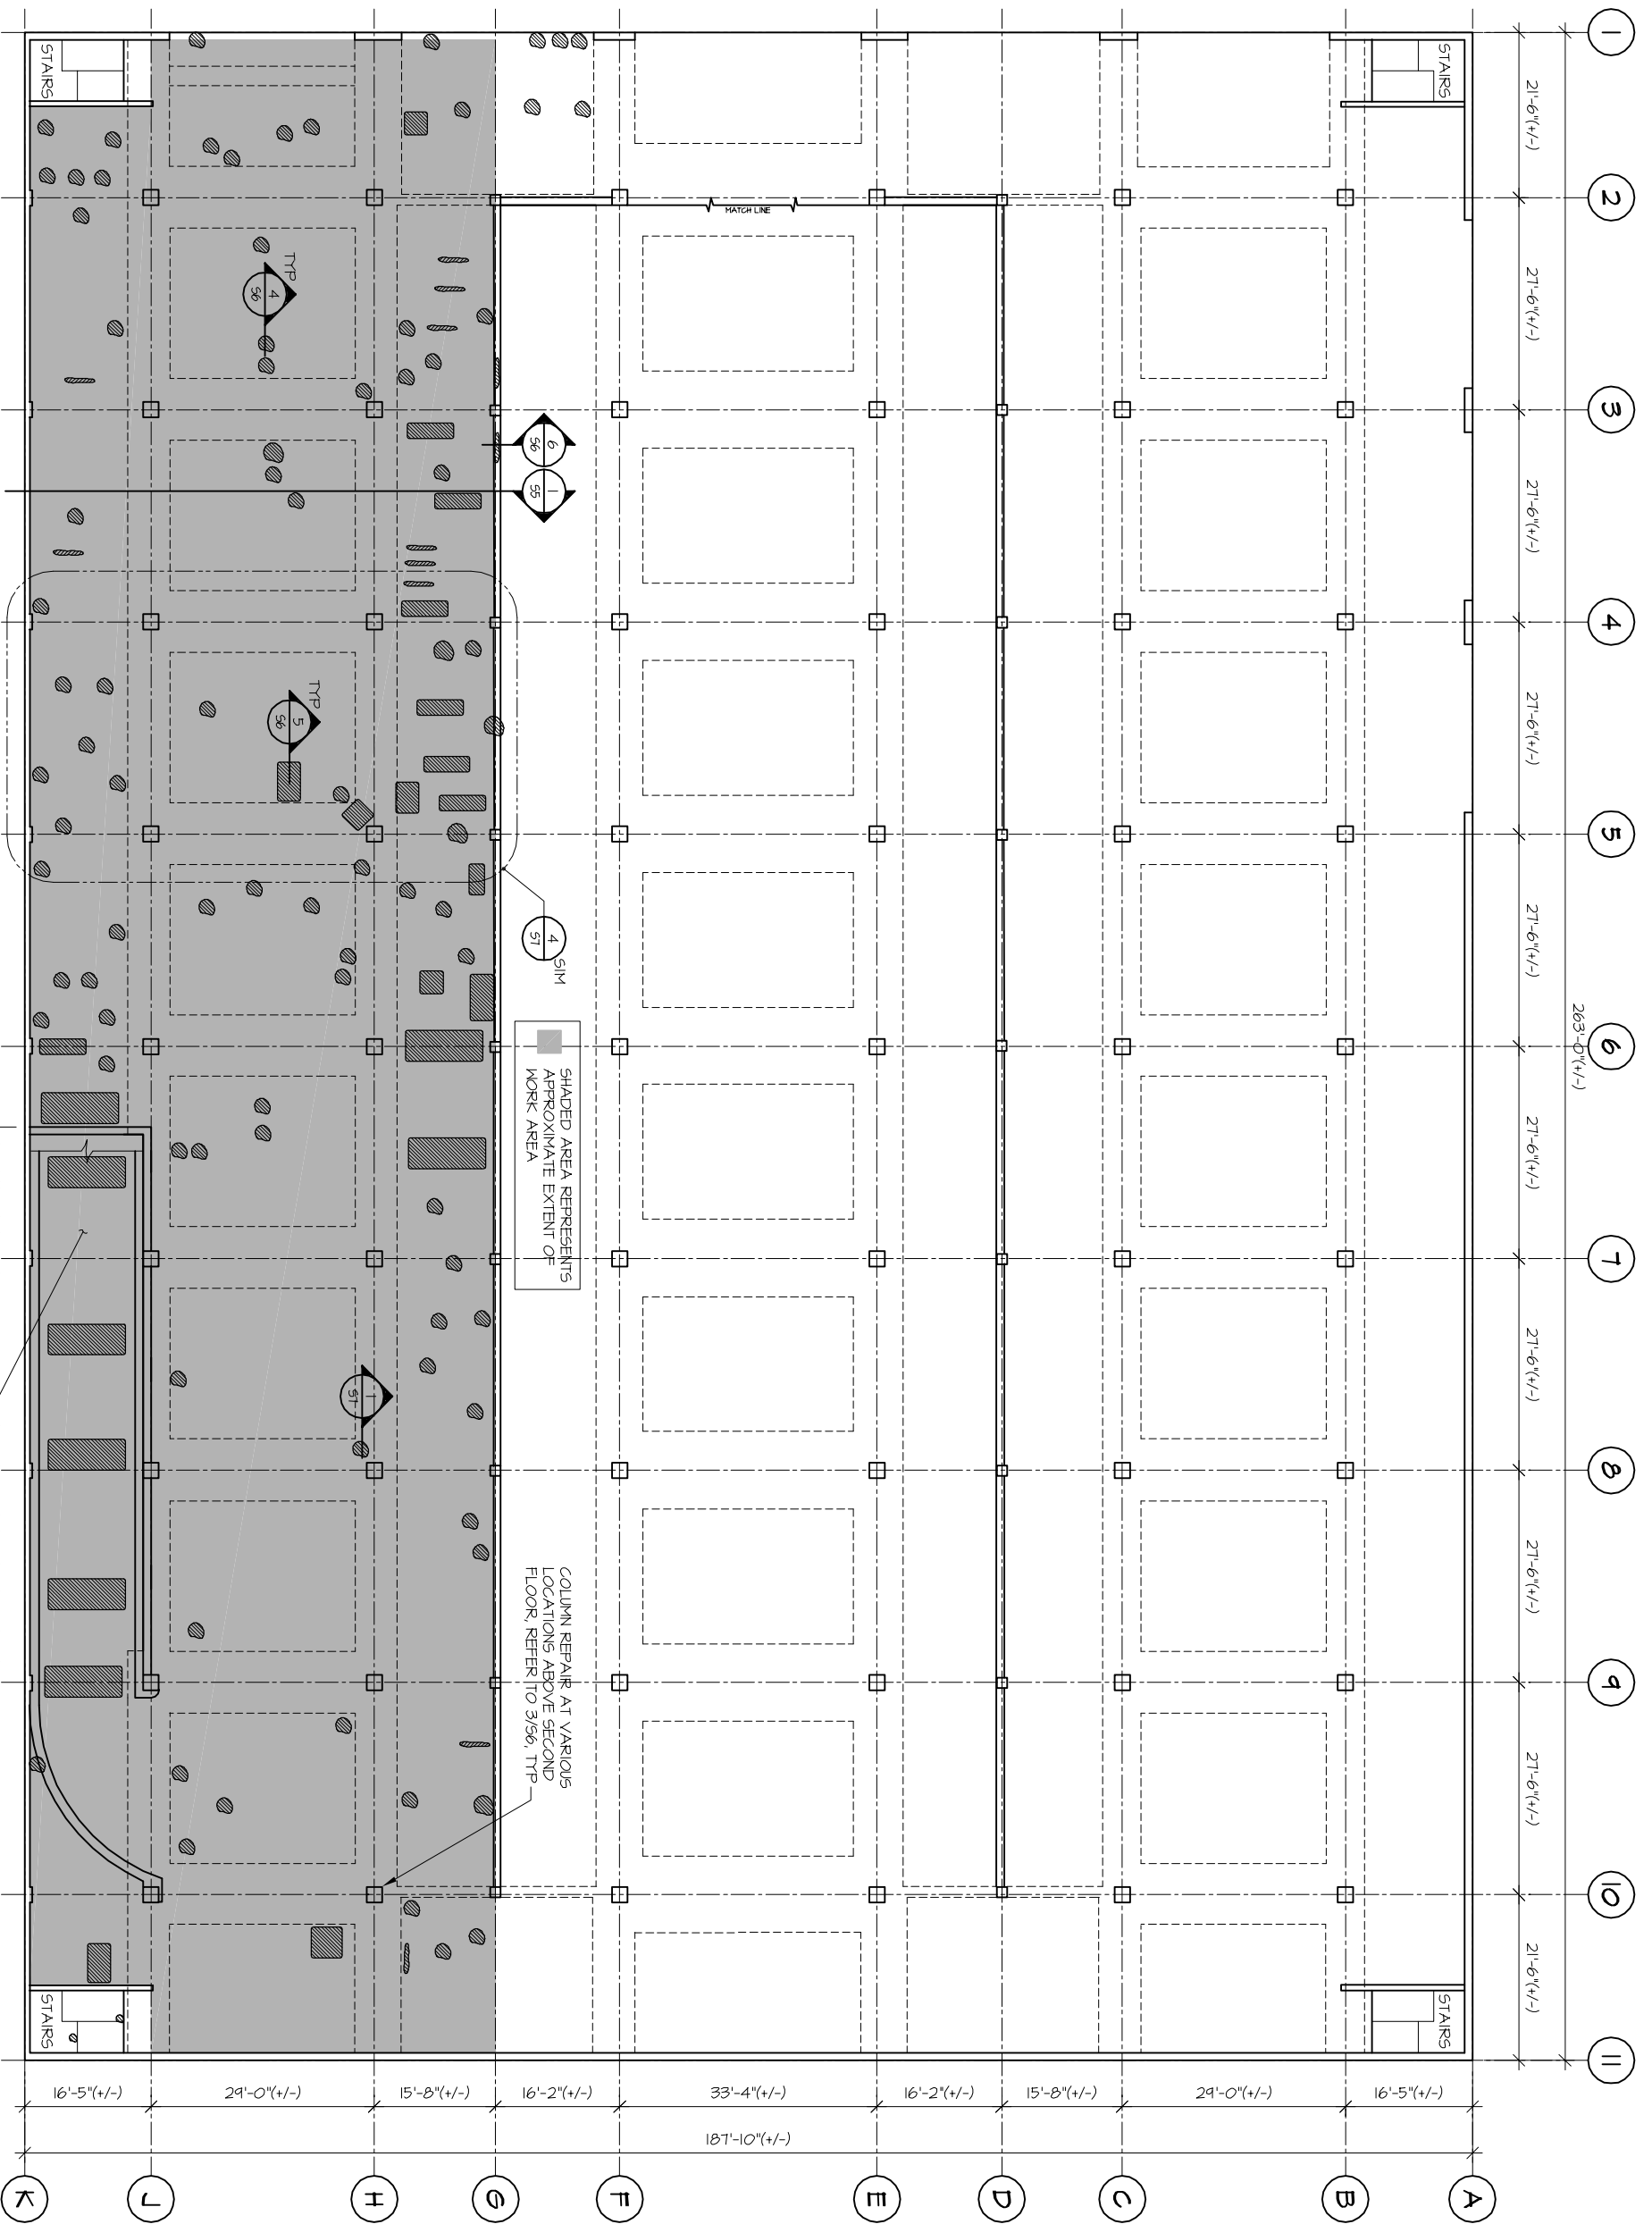 1
2
3
4
5
6
7
8
9
10
11
21'-6"(+/-)
27'-6"(+/-)
27'-6"(+/-)
27'-6"(+/-)
27'-6"(+/-)
27'-6"(+/-)
27'-6"(+/-)
27'-6"(+/-)
27'-6"(+/-)
21'-6"(+/-)
263'-0"(+/-)
STAIRS
STAIRS
MATCH LINE
TYP
4
S6
6
S6
1
S5
TYP
5
S6
4
S7
SIM
SHADED AREA REPRESENTS
APPROXIMATE EXTENT OF
WORK AREA
1
S7
COLUMN REPAIR AT VARIOUS
LOCATIONS ABOVE SECOND
FLOOR, REFER TO 3/S6, TYP
STAIRS
STAIRS
16'-5"(+/-)
29'-0"(+/-)
15'-8"(+/-)
16'-2"(+/-)
33'-4"(+/-)
16'-2"(+/-)
15'-8"(+/-)
29'-0"(+/-)
16'-5"(+/-)
187'-10"(+/-)
K
J
H
G
F
E
D
C
B
A